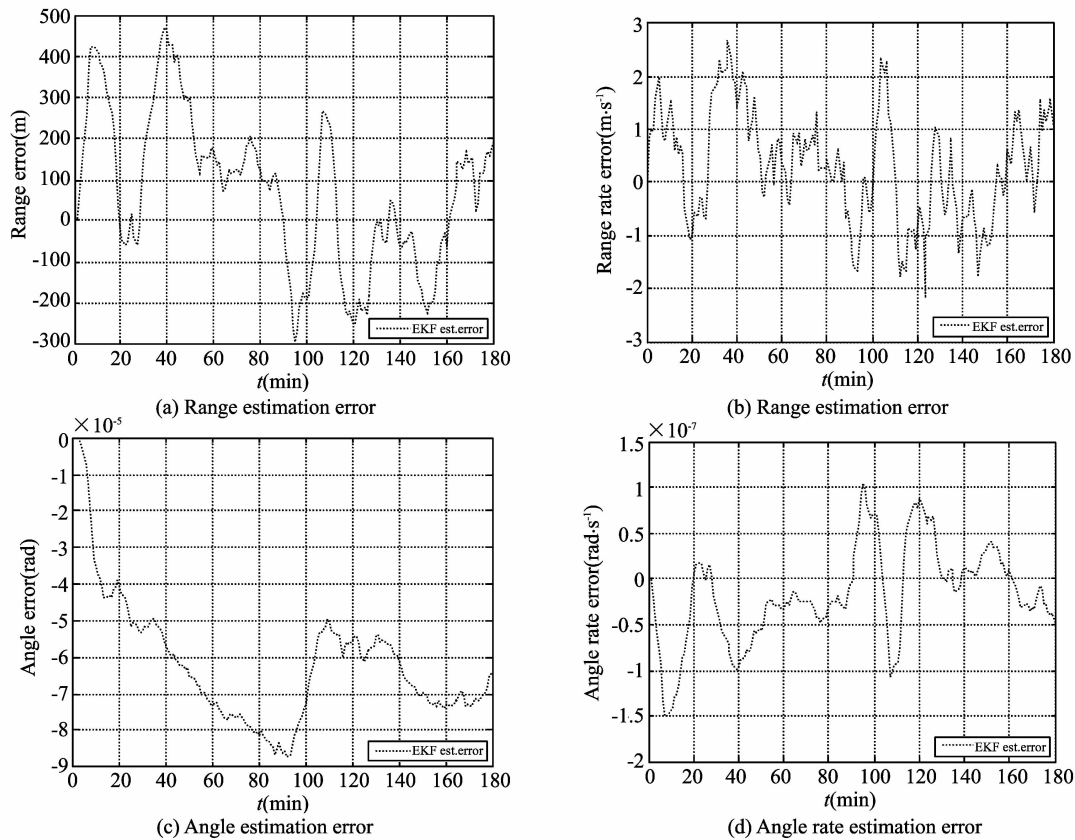 500
400
300
200
100
0
-100
-200
-300
Range error(m)
0 20 40 60 80 100 120 140 160 180
t(min)
EKF est.error
(a) Range estimation error
3
2
1
0
-1
-2
-3
Range rate error(m·s⁻¹)
0 20 40 60 80 100 120 140 160 180
t(min)
EKF est.error
(b) Range estimation error
×10⁻⁵
0
-1
-2
-3
-4
-5
-6
-7
-8
-9
Angle error(rad)
0 20 40 60 80 100 120 140 160 180
t(min)
EKF est.error
(c) Angle estimation error
×10⁻⁷
1.5
1
0.5
0
-0.5
-1
-1.5
-2
Angle rate error(rad·s⁻¹)
0 20 40 60 80 100 120 140 160 180
t(min)
EKF est.error
(d) Angle rate estimation error